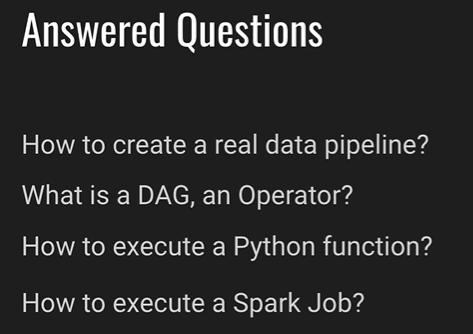 Answered Questions
How to create a real data pipeline?
What is a DAG, an Operator?
How to execute a Python function?
How to execute a Spark Job?